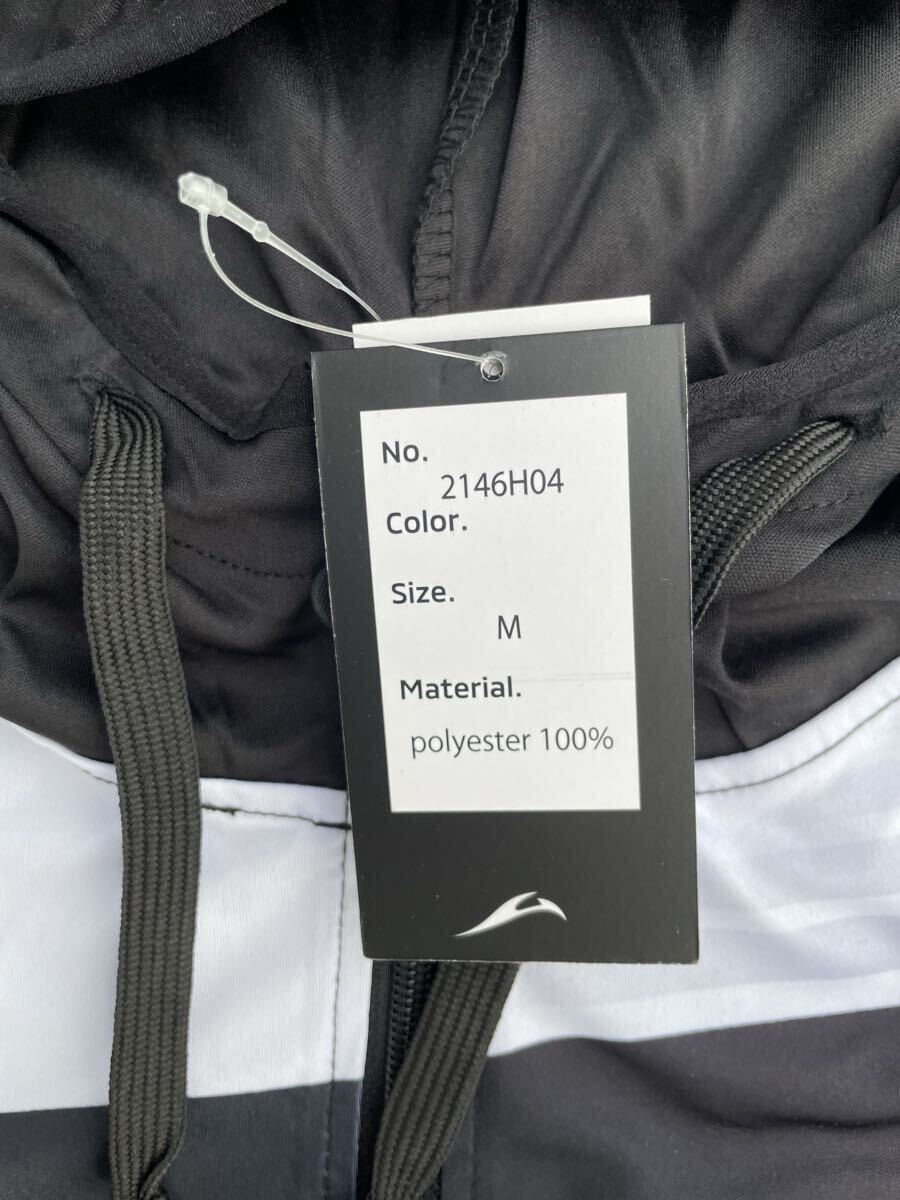 No.
2146H04
Color.
Size.
M
Material.
polyester 100%